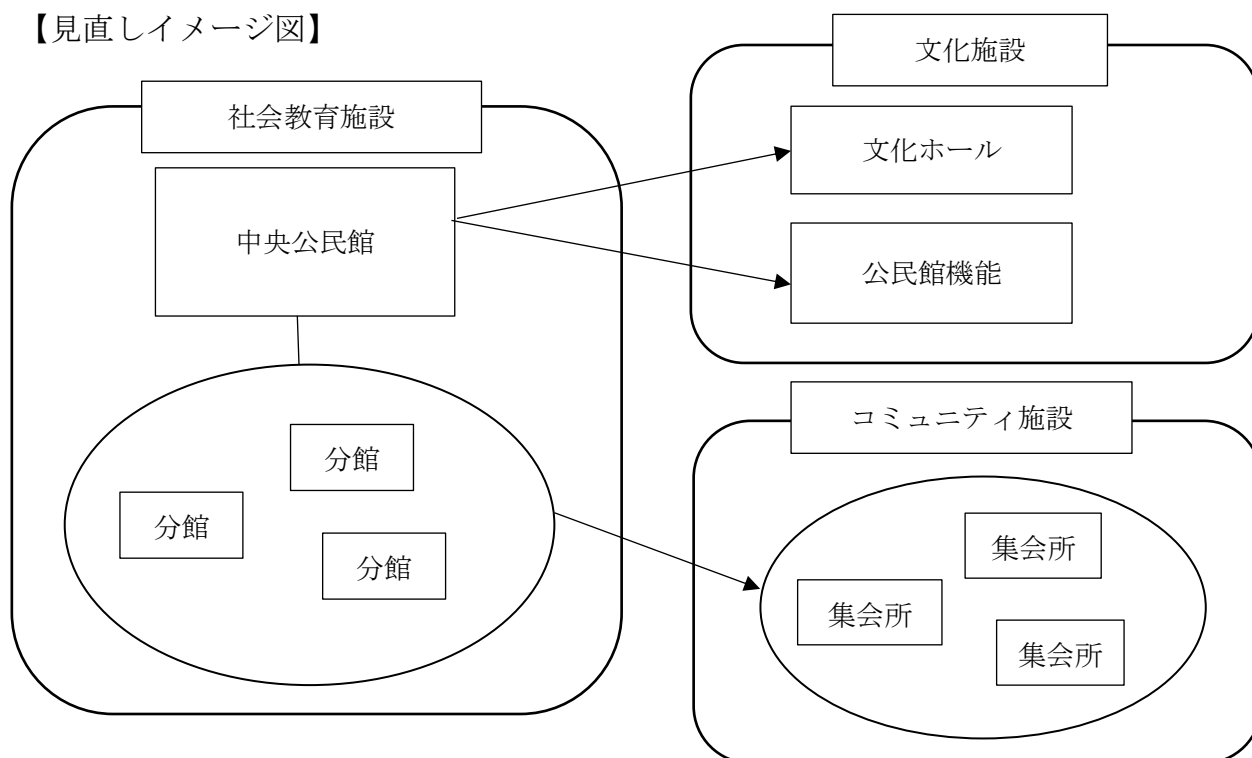 【見直しイメージ図】
社会教育施設
中央公民館
分館
分館
分館
文化施設
文化ホール
公民館機能
コミュニティ施設
集会所
集会所
集会所